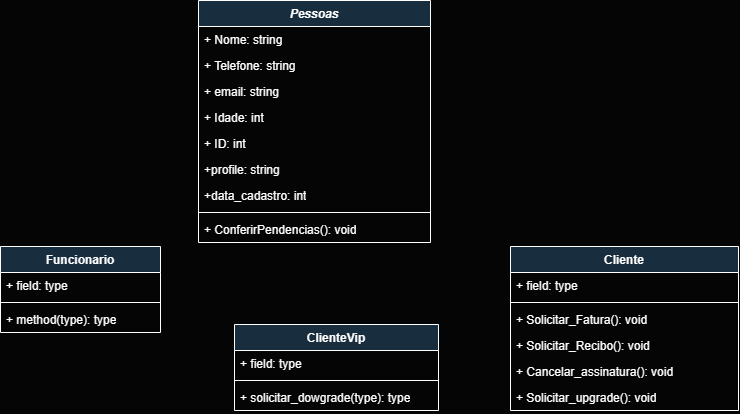 Pessoas
+ Nome: string
+ Telefone: string
+ email: string
+ Idade: int
+ ID: int
+profile: string
+data_cadastro: int
+ ConferirPendencias(): void
Funcionario
+ field: type
+ method(type): type
ClienteVip
+ field: type
+ solicitar_dowgrade(type): type
Cliente
+ field: type
+ Solicitar_Fatura(): void
+ Solicitar_Recibo(): void
+ Cancelar_assinatura(): void
+ Solicitar_upgrade(): void